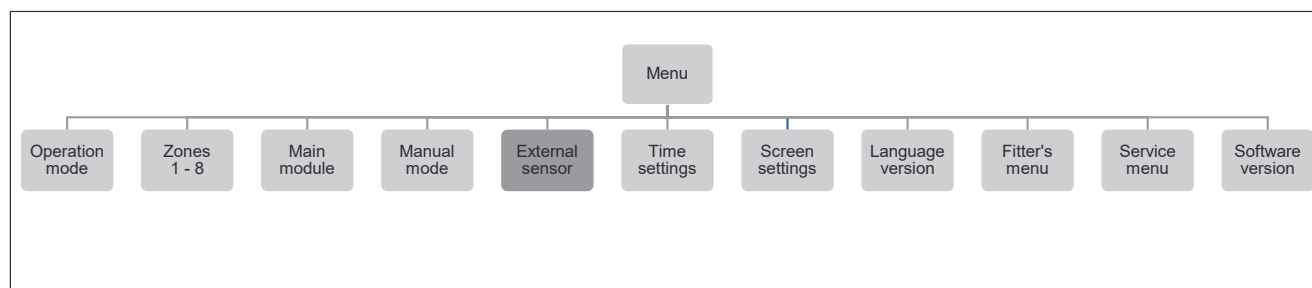 Menu
Operation
mode
Zones
1 - 8
Main
module
Manual
mode
External
sensor
Time
settings
Screen
settings
Language
version
Fitter's
menu
Service
menu
Software
version